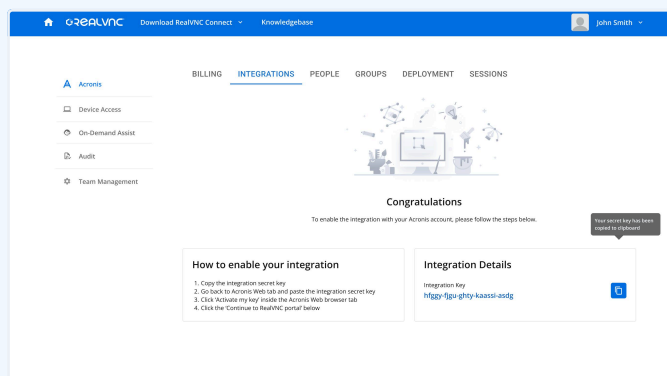 REALVNC Download RealVNC Connect Knowledgebase John Smith
BILLING INTEGRATIONS PEOPLE GROUPS DEPLOYMENT SESSIONS
Acronis
Device Access
On-Demand Assist
Audit
Team Management
Congratulations
To enable the integration with your Acronis account, please follow the steps below.
Your secret key has been
copied to clipboard
How to enable your integration
1. Copy the integration secret key
2. Go back to Acronis Web tab and paste the integration secret key
3. Click 'Activate my key' inside the Acronis Web browser tab
4. Click the 'Continue to RealVNC portal' below
Integration Details
Integration Key
hfggy-fjgu-ghty-kaassi-asdg